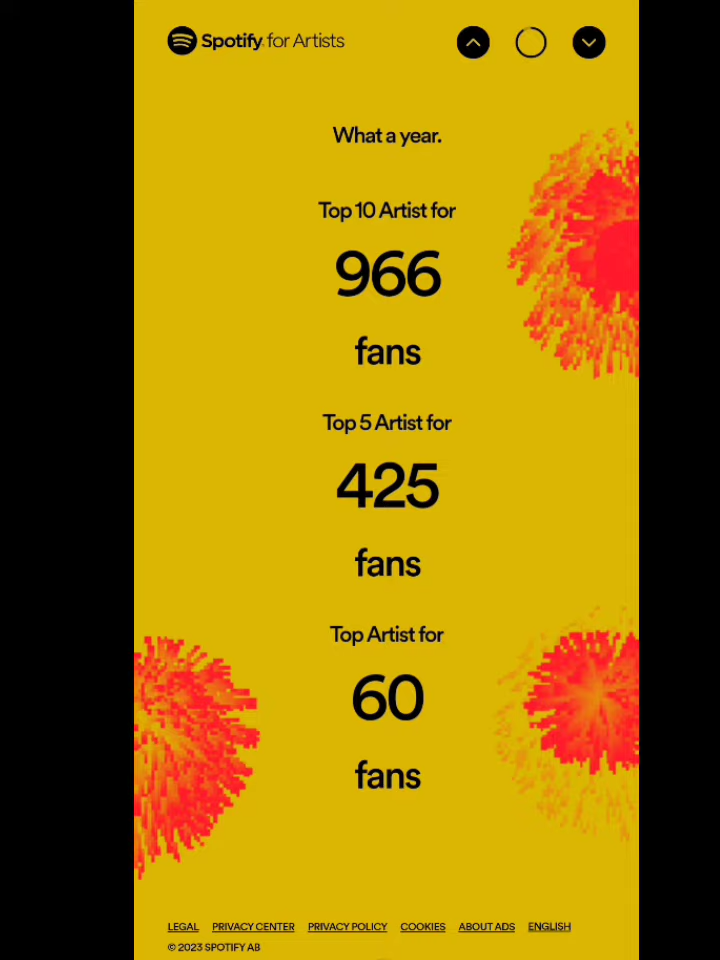 Spotify for Artists
What a year.
Top 10 Artist for
966
fans
Top 5 Artist for
425
fans
Top Artist for
60
fans
LEGAL PRIVACY CENTER PRIVACY POLICY COOKIES ABOUT ADS ENGLISH
© 2023 SPOTIFY AB